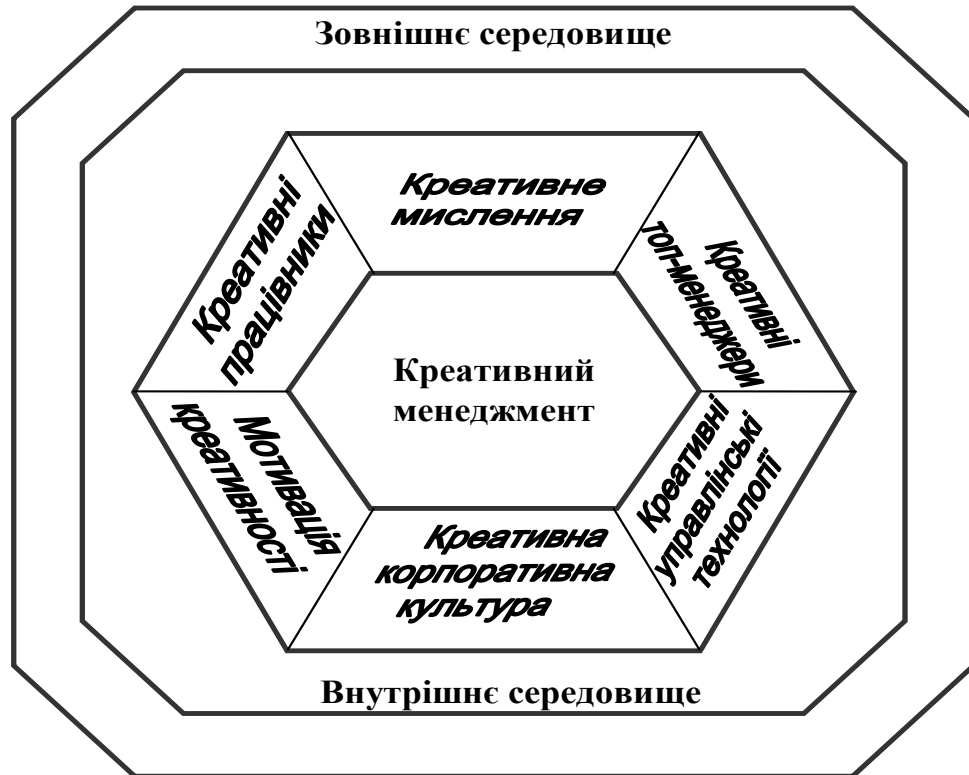 Зовнішнє середовище
Креативне
мислення
Креативні
працівники
Креативні
топ-менеджери
Креативний
менеджмент
Мотивація
креативності
Креативні
управлінські
технології
Креативна
корпоративна
культура
Внутрішнє середовище